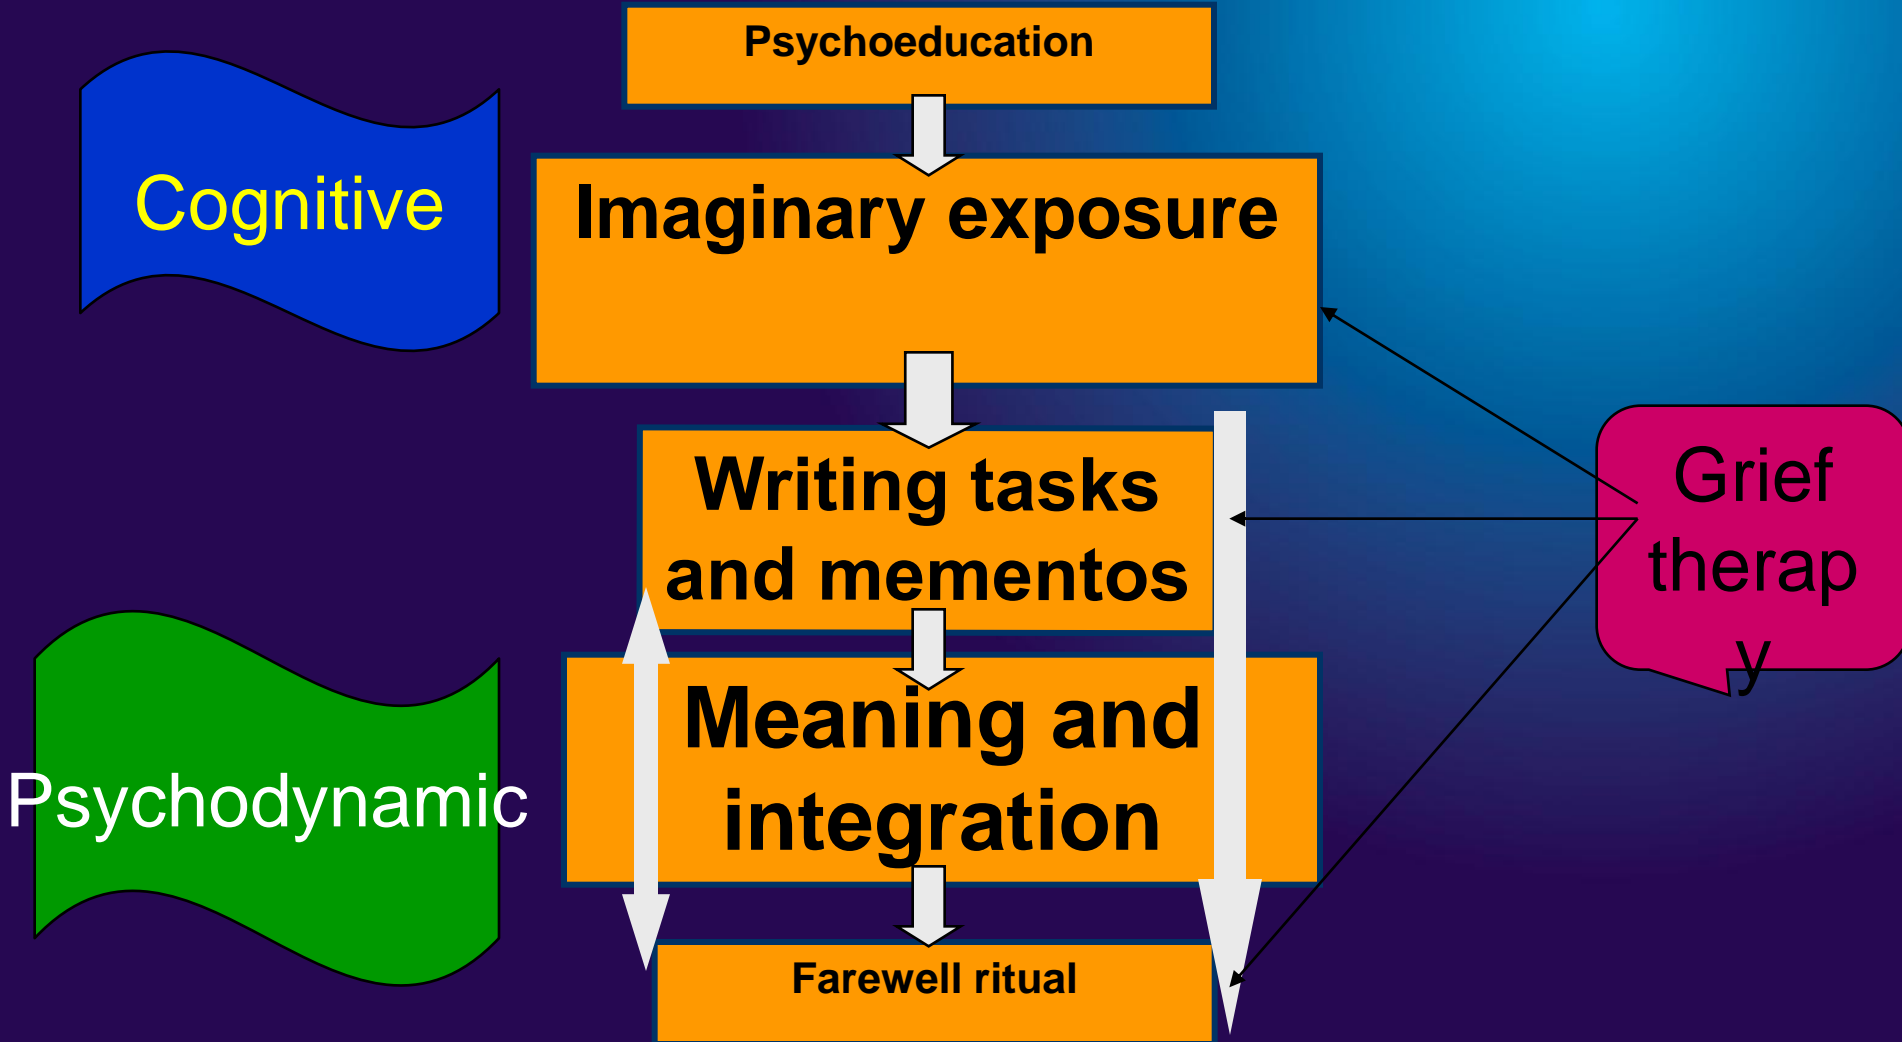 Psychoeducation
Cognitive
Imaginary exposure
Writing tasks
and mementos
Grief
therap
y
Psychodynamic
Meaning and
integration
Farewell ritual